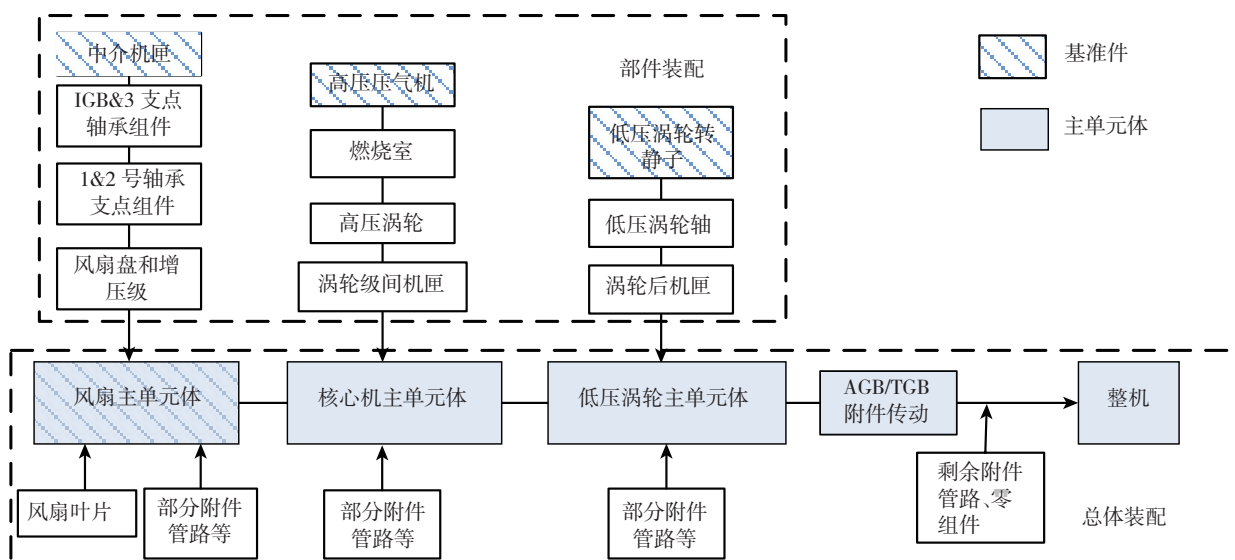 中介机匣
IGB&3 支点
轴承组件
1&2 号轴承
支点组件
风扇盘和增
压级
高压压气机
燃烧室
高压涡轮
涡轮级间机匣
部件装配
低压涡轮转
静子
低压涡轮轴
涡轮后机匣
基准件
主单元体
风扇主单元体
核心机主单元体
低压涡轮主单元体
AGB/TGB
附件传动
整机
风扇叶片
部分附件
管路等
部分附件
管路等
部分附件
管路等
剩余附件
管路、零
组件
总体装配